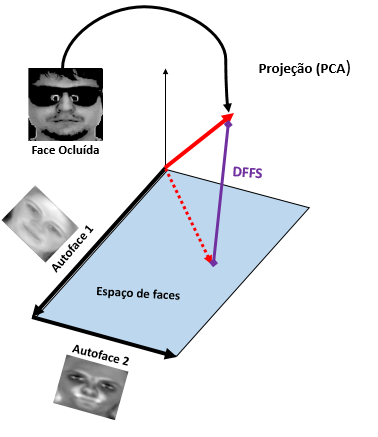 Projeção (PCA)
Face Ocluída
DFFS
Autoface 1
Espaço de faces
Autoface 2